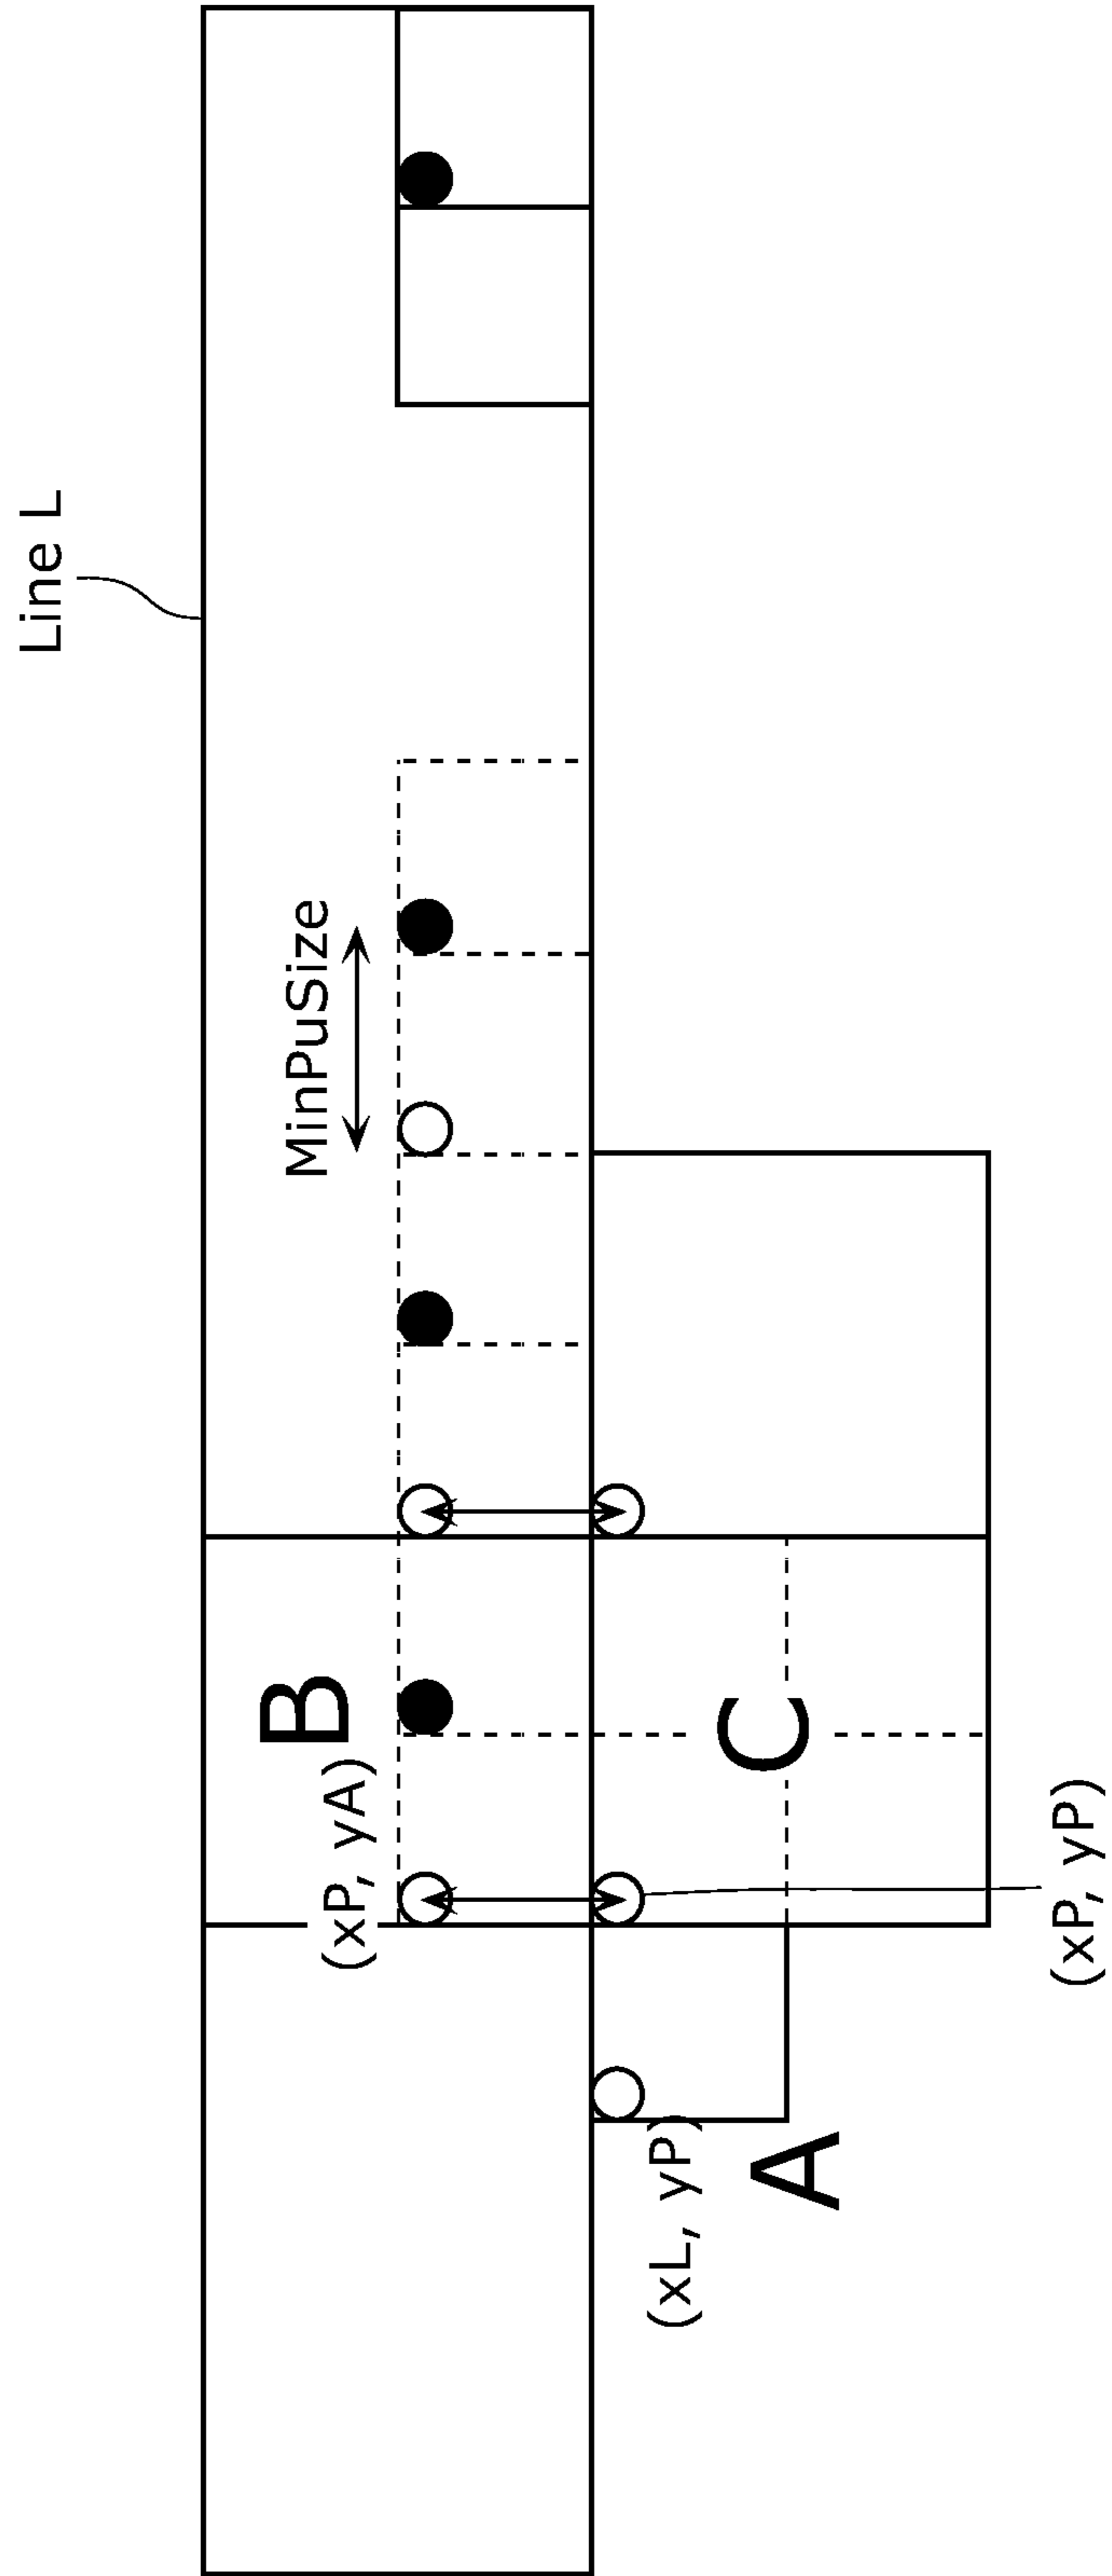 Line L
MinPuSize
B
(xP, yA)
C
(xP, yP)
(xL, yP)
A